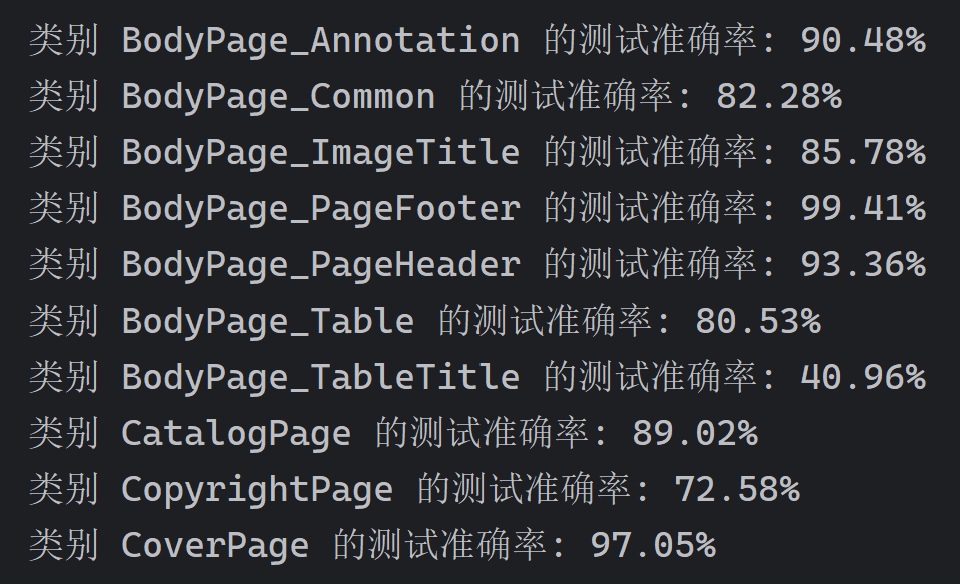 类别 BodyPage_Annotation 的测试准确率: 90.48%
类别 BodyPage_Common 的测试准确率: 82.28%
类别 BodyPage_ImageTitle 的测试准确率: 85.78%
类别 BodyPage_PageFooter 的测试准确率: 99.41%
类别 BodyPage_PageHeader 的测试准确率: 93.36%
类别 BodyPage_Table 的测试准确率: 80.53%
类别 BodyPage_TableTitle 的测试准确率: 40.96%
类别 CatalogPage 的测试准确率: 89.02%
类别 CopyrightPage 的测试准确率: 72.58%
类别 CoverPage 的测试准确率: 97.05%